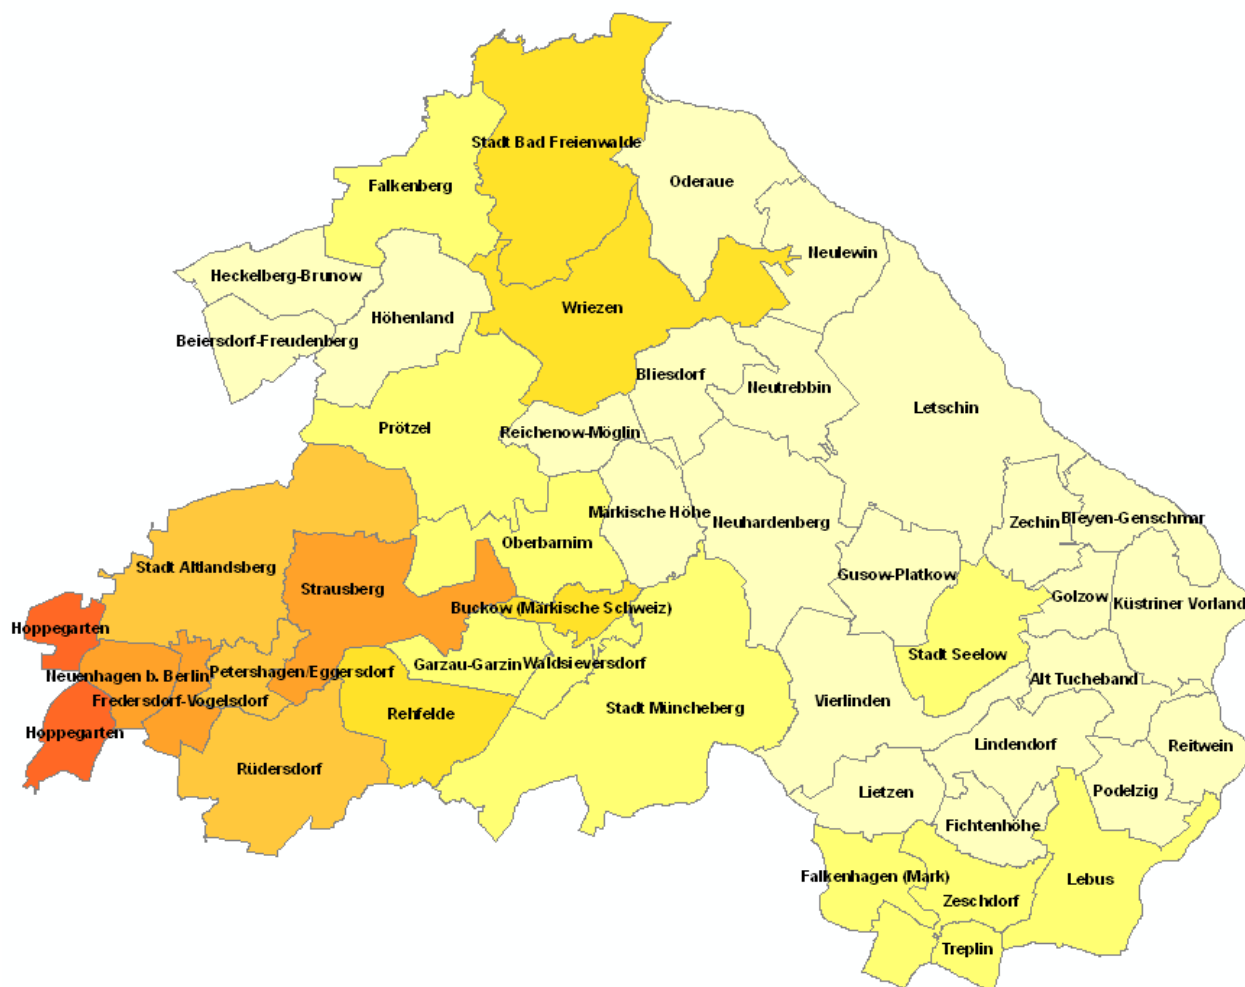 Stadt Bad Freienwalde
Falkenberg
Oderaue
Neulewin
Heckelberg-Brunow
Höhenland
Wriezen
Beiersdorf-Freudenberg
Bliesdorf
Neutrebbin
Letschin
Prötzel
Reichenow-Möglin
Märkische Höhe
Neuhardenberg
Zechin
Bleyen-Genschmar
Oberbarnim
Stadt Altlandsberg
Strausberg
Gusow-Platkow
Golzow
Küstriner Vorland
Buckow (Märkische Schweiz)
Hoppegarten
Stadt Seelow
Garzau-Garzin
Waldsieversdorf
Neuenhagen b. Berlin
Petershagen/Eggersdorf
Alt Tucheband
Fredersdorf-Vogelsdorf
Vierlinden
Stadt Müncheberg
Rehfelde
Hoppegarten
Lindendorf
Reitwein
Rüdersdorf
Lietzen
Podelzig
Fichtenhöhe
Falkenhagen (Mark)
Lebus
Zeschdorf
Treplin